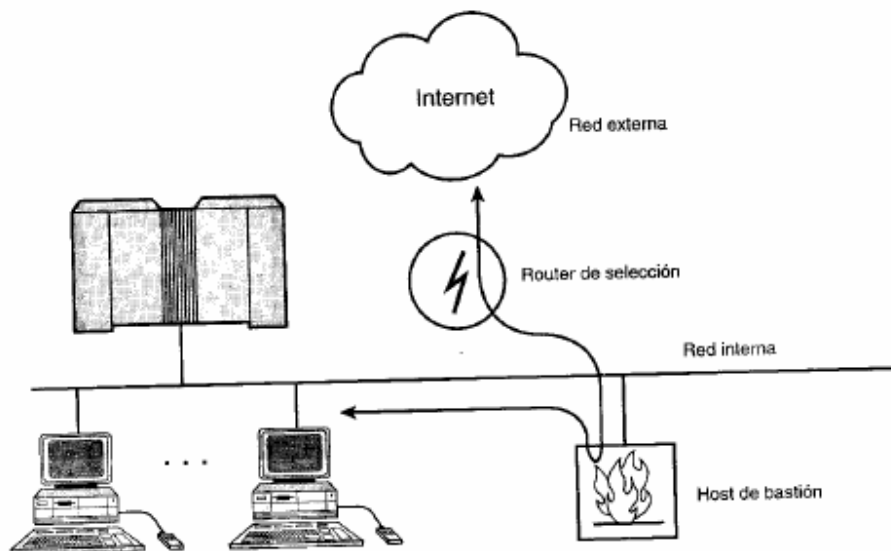 Internet
Red externa
Router de selección
Red interna
. . .
Host de bastión